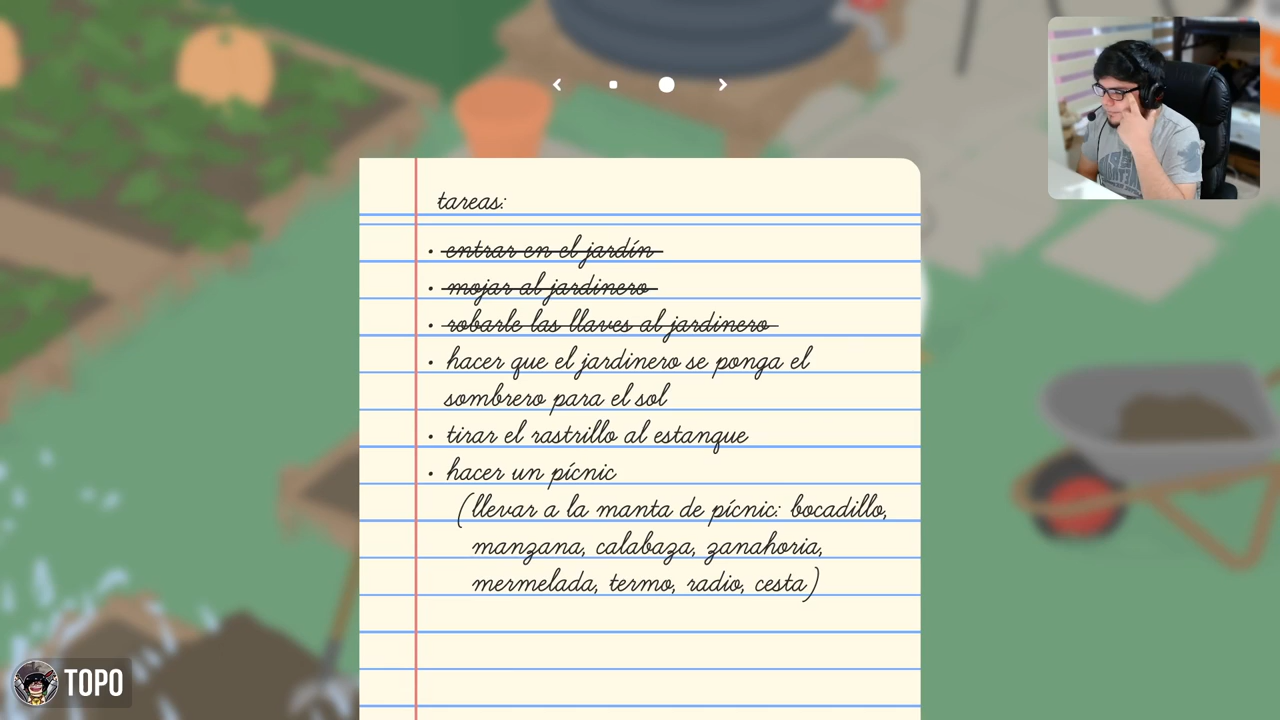 tareas:
• entrar en el jardín
• mojar al jardinero
• robarle las llaves al jardinero
• hacer que el jardinero se ponga el
sombrero para el sol
• tirar el rastrillo al estanque
• hacer un pícnic
(llevar a la manta de pícnic: bocadillo,
manzana, calabaza, zanahoria,
mermelada, termo, radio, cesta)
TOPO